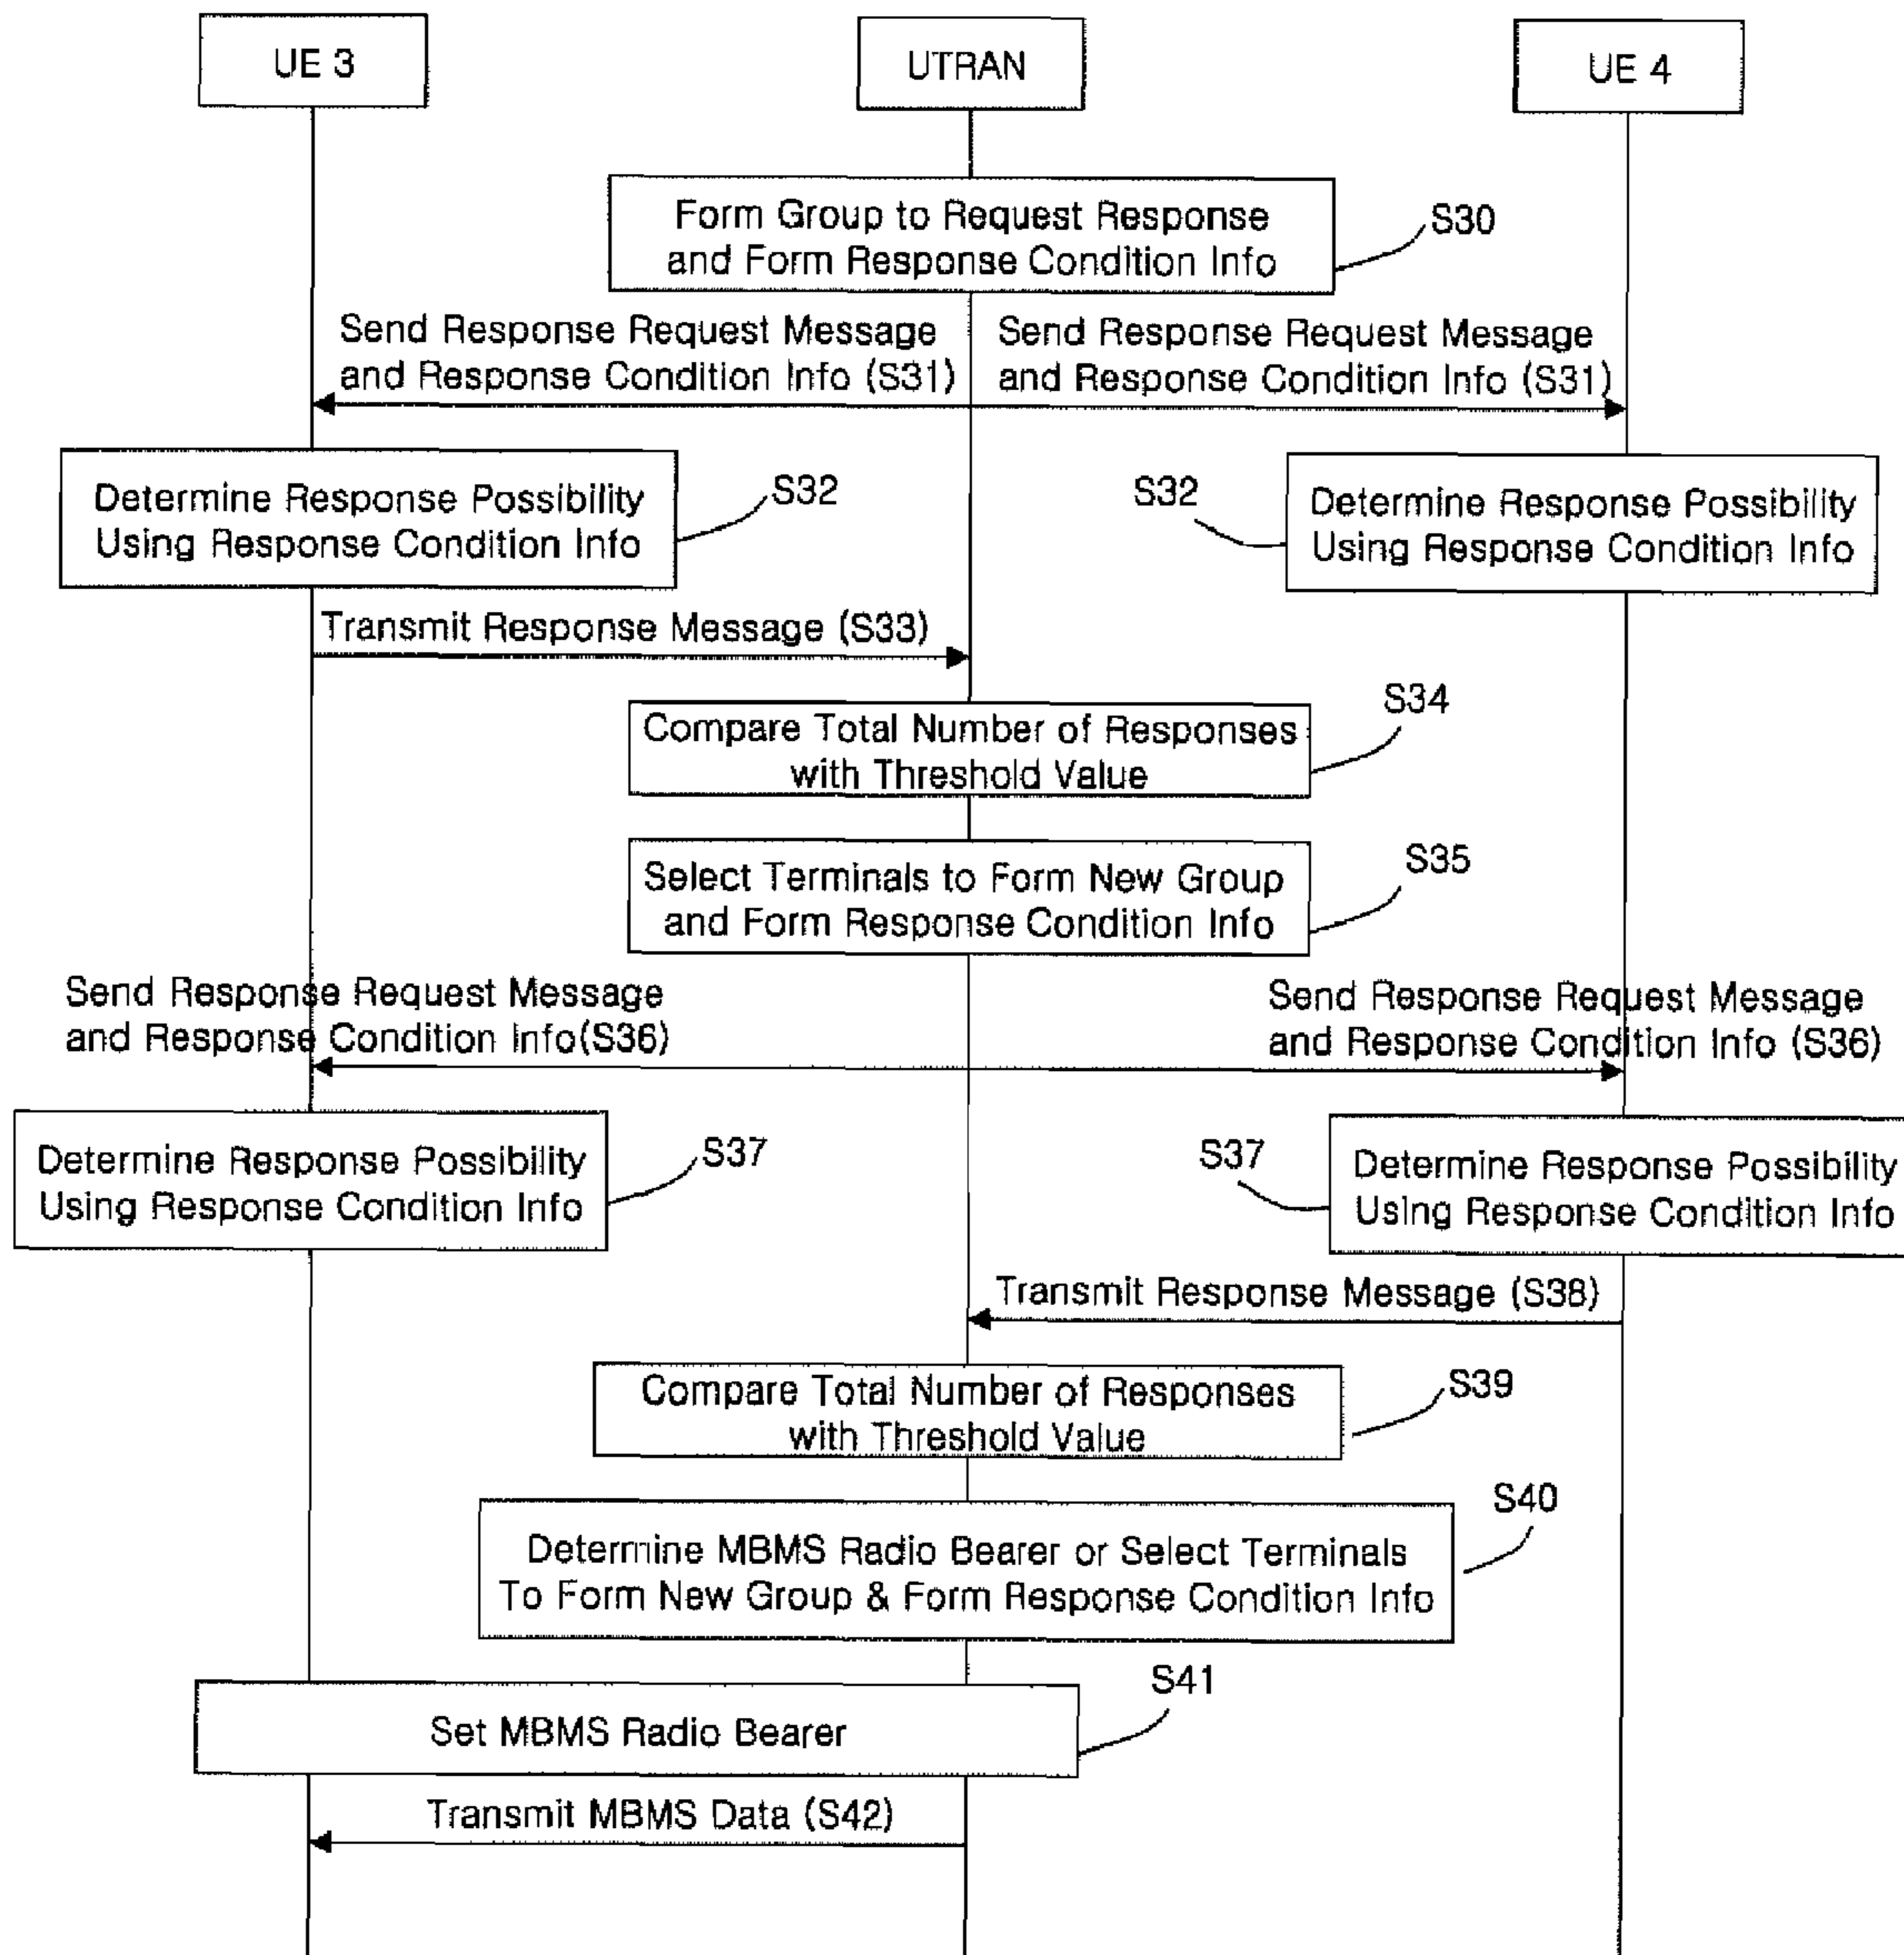 UE 3
UTRAN
UE 4
Form Group to Request Response
and Form Response Condition Info
S30
Send Response Request Message
and Response Condition Info (S31)
Send Response Request Message
and Response Condition Info (S31)
Determine Response Possibility
Using Response Condition Info
S32
S32
Determine Response Possibility
Using Response Condition Info
Transmit Response Message (S33)
S34
Compare Total Number of Responses
with Threshold Value
S35
Select Terminals to Form New Group
and Form Response Condition Info
Send Response Request Message
and Response Condition Info(S36)
Send Response Request Message
and Response Condition Info (S36)
Determine Response Possibility
Using Response Condition Info
S37
S37
Determine Response Possibility
Using Response Condition Info
Transmit Response Message (S38)
Compare Total Number of Responses
with Threshold Value
S39
S40
Determine MBMS Radio Bearer or Select Terminals
To Form New Group & Form Response Condition Info
S41
Set MBMS Radio Bearer
Transmit MBMS Data (S42)